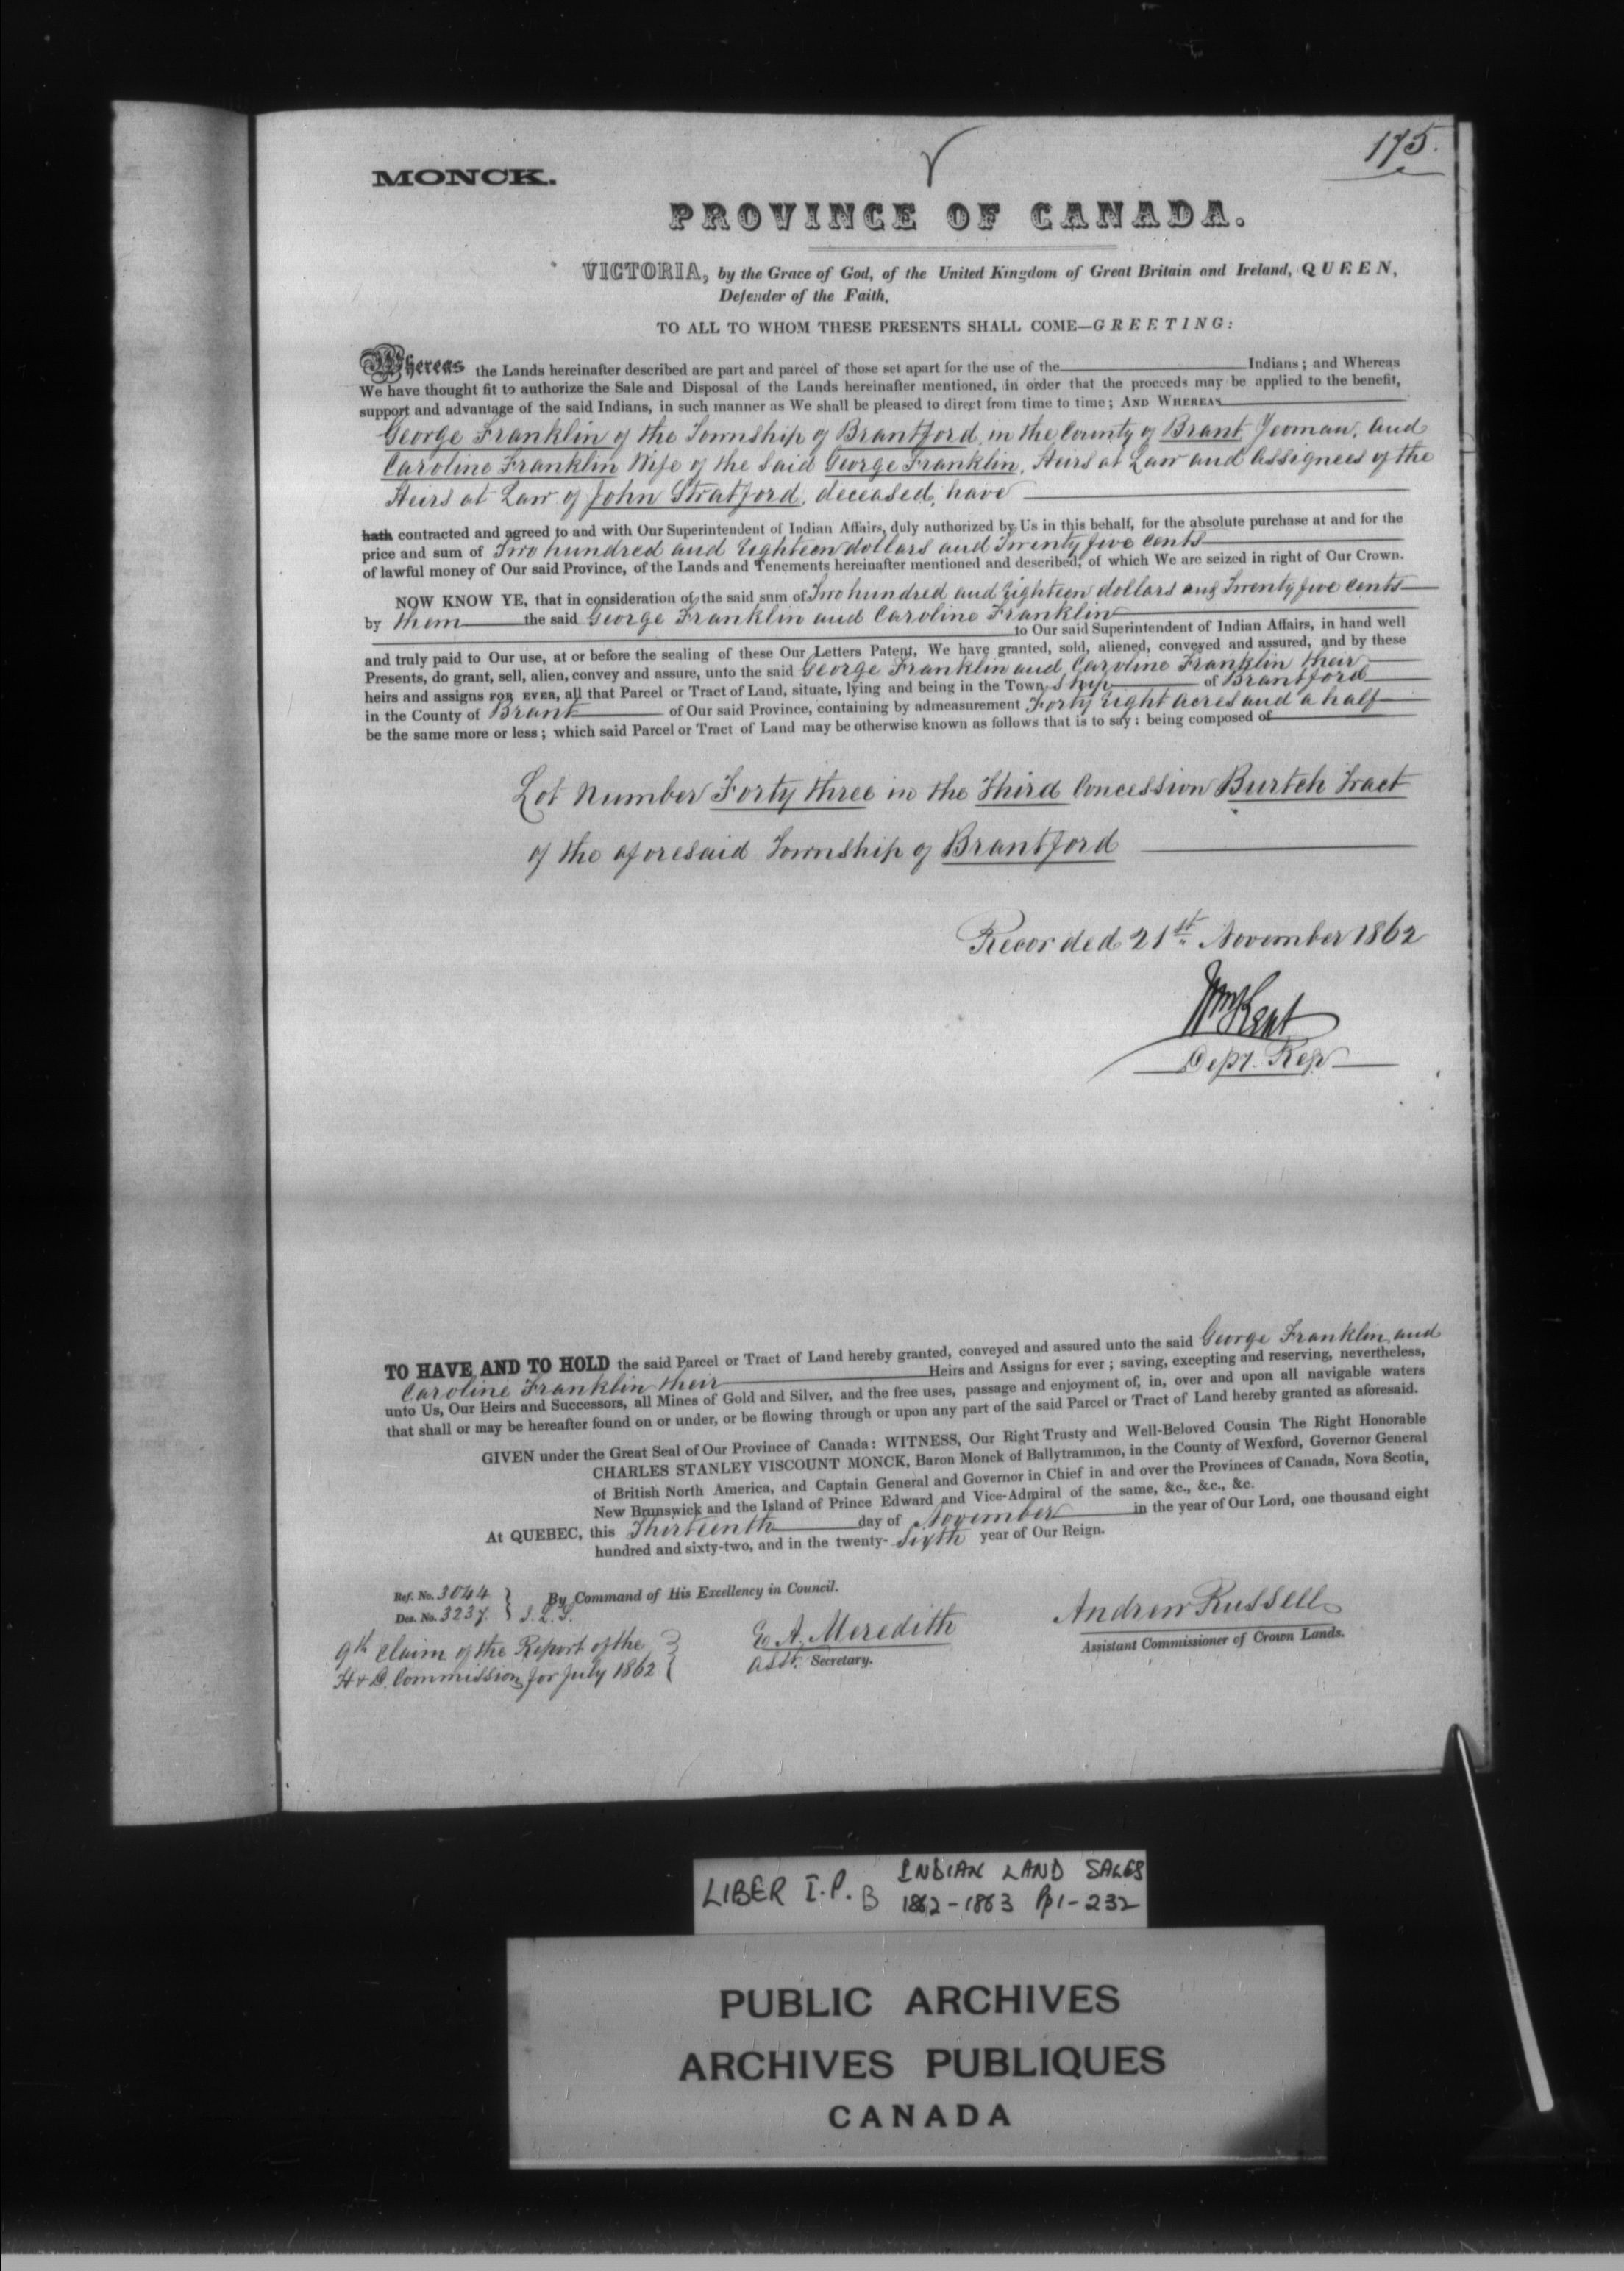 175.
MONCK.
PROVINCE OF CANADA.
VICTORIA, by the Grace of God, of the United Kingdom of Great Britain and Ireland, QUEEN,
Defender of the Faith,
TO ALL TO WHOM THESE PRESENTS SHALL COME—GREETING:
Whereas the Lands hereinafter described are part and parcel of those set apart for the use of the Indians; and Whereas
We have thought fit to authorize the Sale and Disposal of the Lands hereinafter mentioned, in order that the proceeds may be applied to the benefit,
support and advantage of the said Indians, in such manner as We shall be pleased to direct from time to time; AND WHEREAS
George Franklin of the Township of Brantford, in the County of Brant Yeoman, and
Caroline Franklin Wife of the said George Franklin, Heirs at Law and Assignees of the
Heirs at Law of John Stratford, deceased, have
hath contracted and agreed to and with Our Superintendent of Indian Affairs, duly authorized by Us in this behalf, for the absolute purchase at and for the
price and sum of Two hundred and Eighteen dollars and Twenty five cents
of lawful money of Our said Province, of the Lands and Tenements hereinafter mentioned and described, of which We are seized in right of Our Crown.
NOW KNOW YE, that in consideration of the said sum of Two hundred and Eighteen dollars and Twenty five cents
by them the said George Franklin and Caroline Franklin
to Our said Superintendent of Indian Affairs, in hand well
and truly paid to Our use, at or before the sealing of these Our Letters Patent, We have granted, sold, aliened, conveyed and assured, and by these
Presents, do grant, sell, alien, convey and assure, unto the said George Franklin and Caroline Franklin their
heirs and assigns FOR EVER, all that Parcel or Tract of Land, situate, lying and being in the Town ship of Brantford
in the County of Brant of Our said Province, containing by admeasurement Forty Eight acres and a half
be the same more or less; which said Parcel or Tract of Land may be otherwise known as follows that is to say: being composed of
Lot Number Forty three in the Third Concession Burtch Tract
of the aforesaid Township of Brantford
Recorded 21st November 1862
Wm Kent
Depy. Regr
TO HAVE AND TO HOLD the said Parcel or Tract of Land hereby granted, conveyed and assured unto the said George Franklin and
Caroline Franklin their Heirs and Assigns for ever; saving, excepting and reserving, nevertheless,
unto Us, Our Heirs and Successors, all Mines of Gold and Silver, and the free uses, passage and enjoyment of, in, over and upon all navigable waters
that shall or may be hereafter found on or under, or be flowing through or upon any part of the said Parcel or Tract of Land hereby granted as aforesaid.
GIVEN under the Great Seal of Our Province of Canada: WITNESS, Our Right Trusty and Well-Beloved Cousin The Right Honorable
CHARLES STANLEY VISCOUNT MONCK, Baron Monck of Ballytrammon, in the County of Wexford, Governor General
of British North America, and Captain General and Governor in Chief in and over the Provinces of Canada, Nova Scotia,
New Brunswick and the Island of Prince Edward and Vice-Admiral of the same, &c., &c., &c.
At QUEBEC, this Thirteenth day of November in the year of Our Lord, one thousand eight
hundred and sixty-two, and in the twenty-Sixth year of Our Reign.
Ref. No. 3044
Des. No. 3237. I.L.S.
By Command of His Excellency in Council.
9th Claim of the Report of the
H & D. Commission for July 1862
E. A. Meredith
Asst. Secretary.
Andrew Russell
Assistant Commissioner of Crown Lands.
LIBER I.P. B INDIAN LAND SALES
1862-1863 Pp 1-232
PUBLIC ARCHIVES
ARCHIVES PUBLIQUES
CANADA